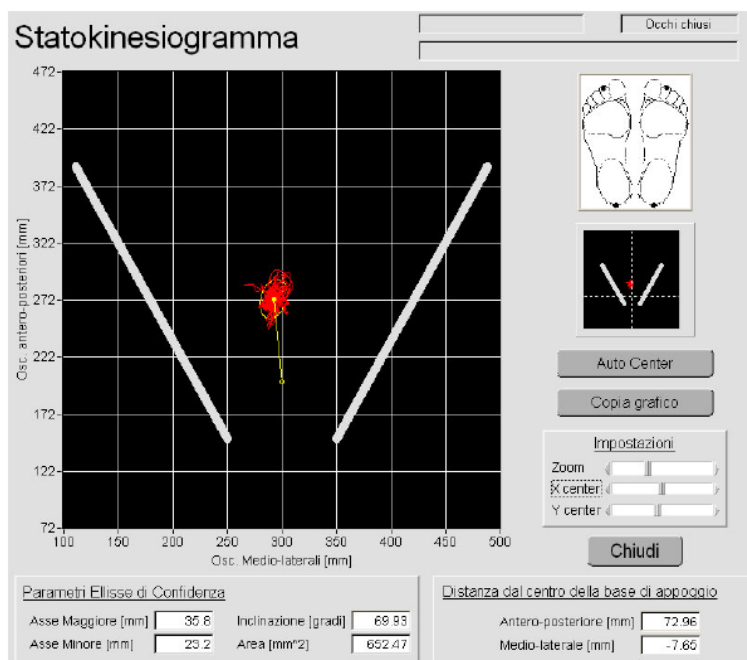 Statokinesiogramma
Occhi chiusi
472
422
372
322
272
222
172
122
72
Osc. antero-posteriori [mm]
100 150 200 250 300 350 400 450 500
Osc. Medio-laterali [mm]
Auto Center
Copia grafico
Impostazioni
Zoom
X center
Y center
Chiudi
Parametri Ellisse di Confidenza
Asse Maggiore [mm] 35.8 Inclinazione [gradi] 69.93
Asse Minore [mm] 23.2 Area [mm^2] 652.47
Distanza dal centro della base di appoggio
Antero-posteriore [mm] 72.96
Medio-laterale [mm] -7.65